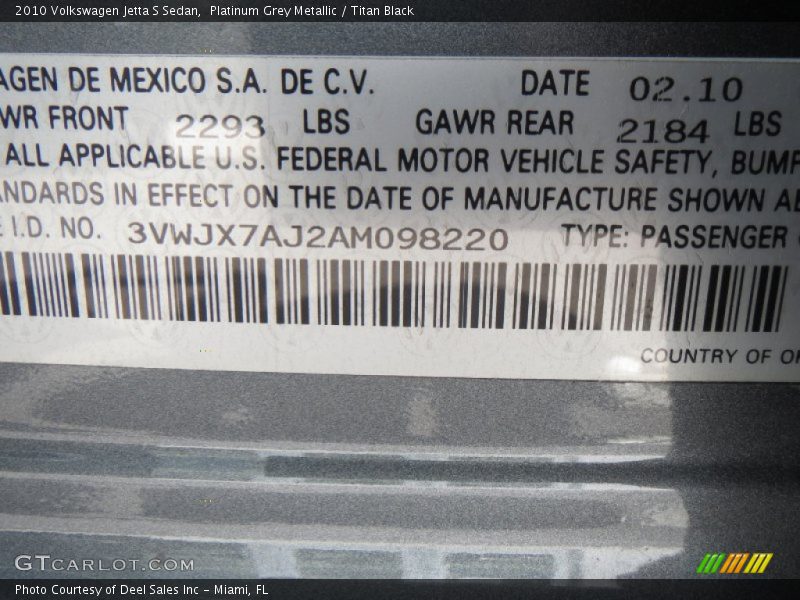 2010 Volkswagen Jetta S Sedan, Platinum Grey Metallic / Titan Black
AGEN DE MEXICO S.A. DE C.V. DATE 02.10
WR FRONT 2293 LBS GAWR REAR 2184 LBS
ALL APPLICABLE U.S. FEDERAL MOTOR VEHICLE SAFETY, BUMP
ANDARDS IN EFFECT ON THE DATE OF MANUFACTURE SHOWN AB
E I.D. NO. 3VWJX7AJ2AM098220 TYPE: PASSENGER
COUNTRY OF OR
GTCARLOT.COM
Photo Courtesy of Deel Sales Inc - Miami, FL